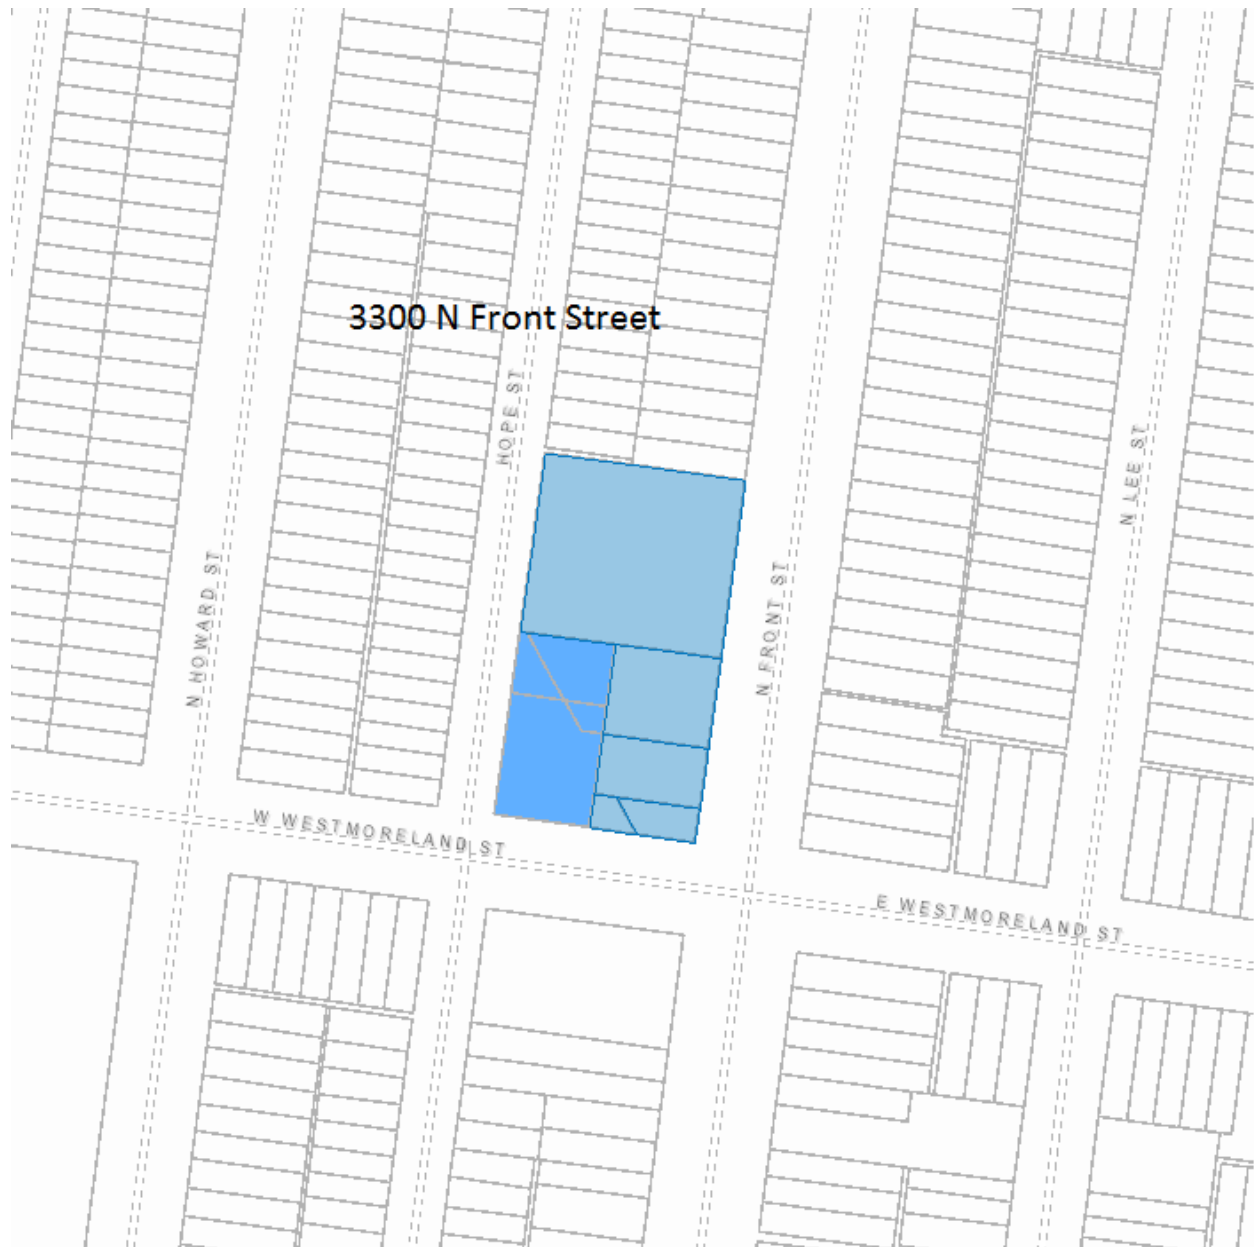 3300 N Front Street
HOPE ST
N LEE ST
N HOWARD ST
N FRONT ST
W WESTMORELAND ST
E WESTMORELAND ST